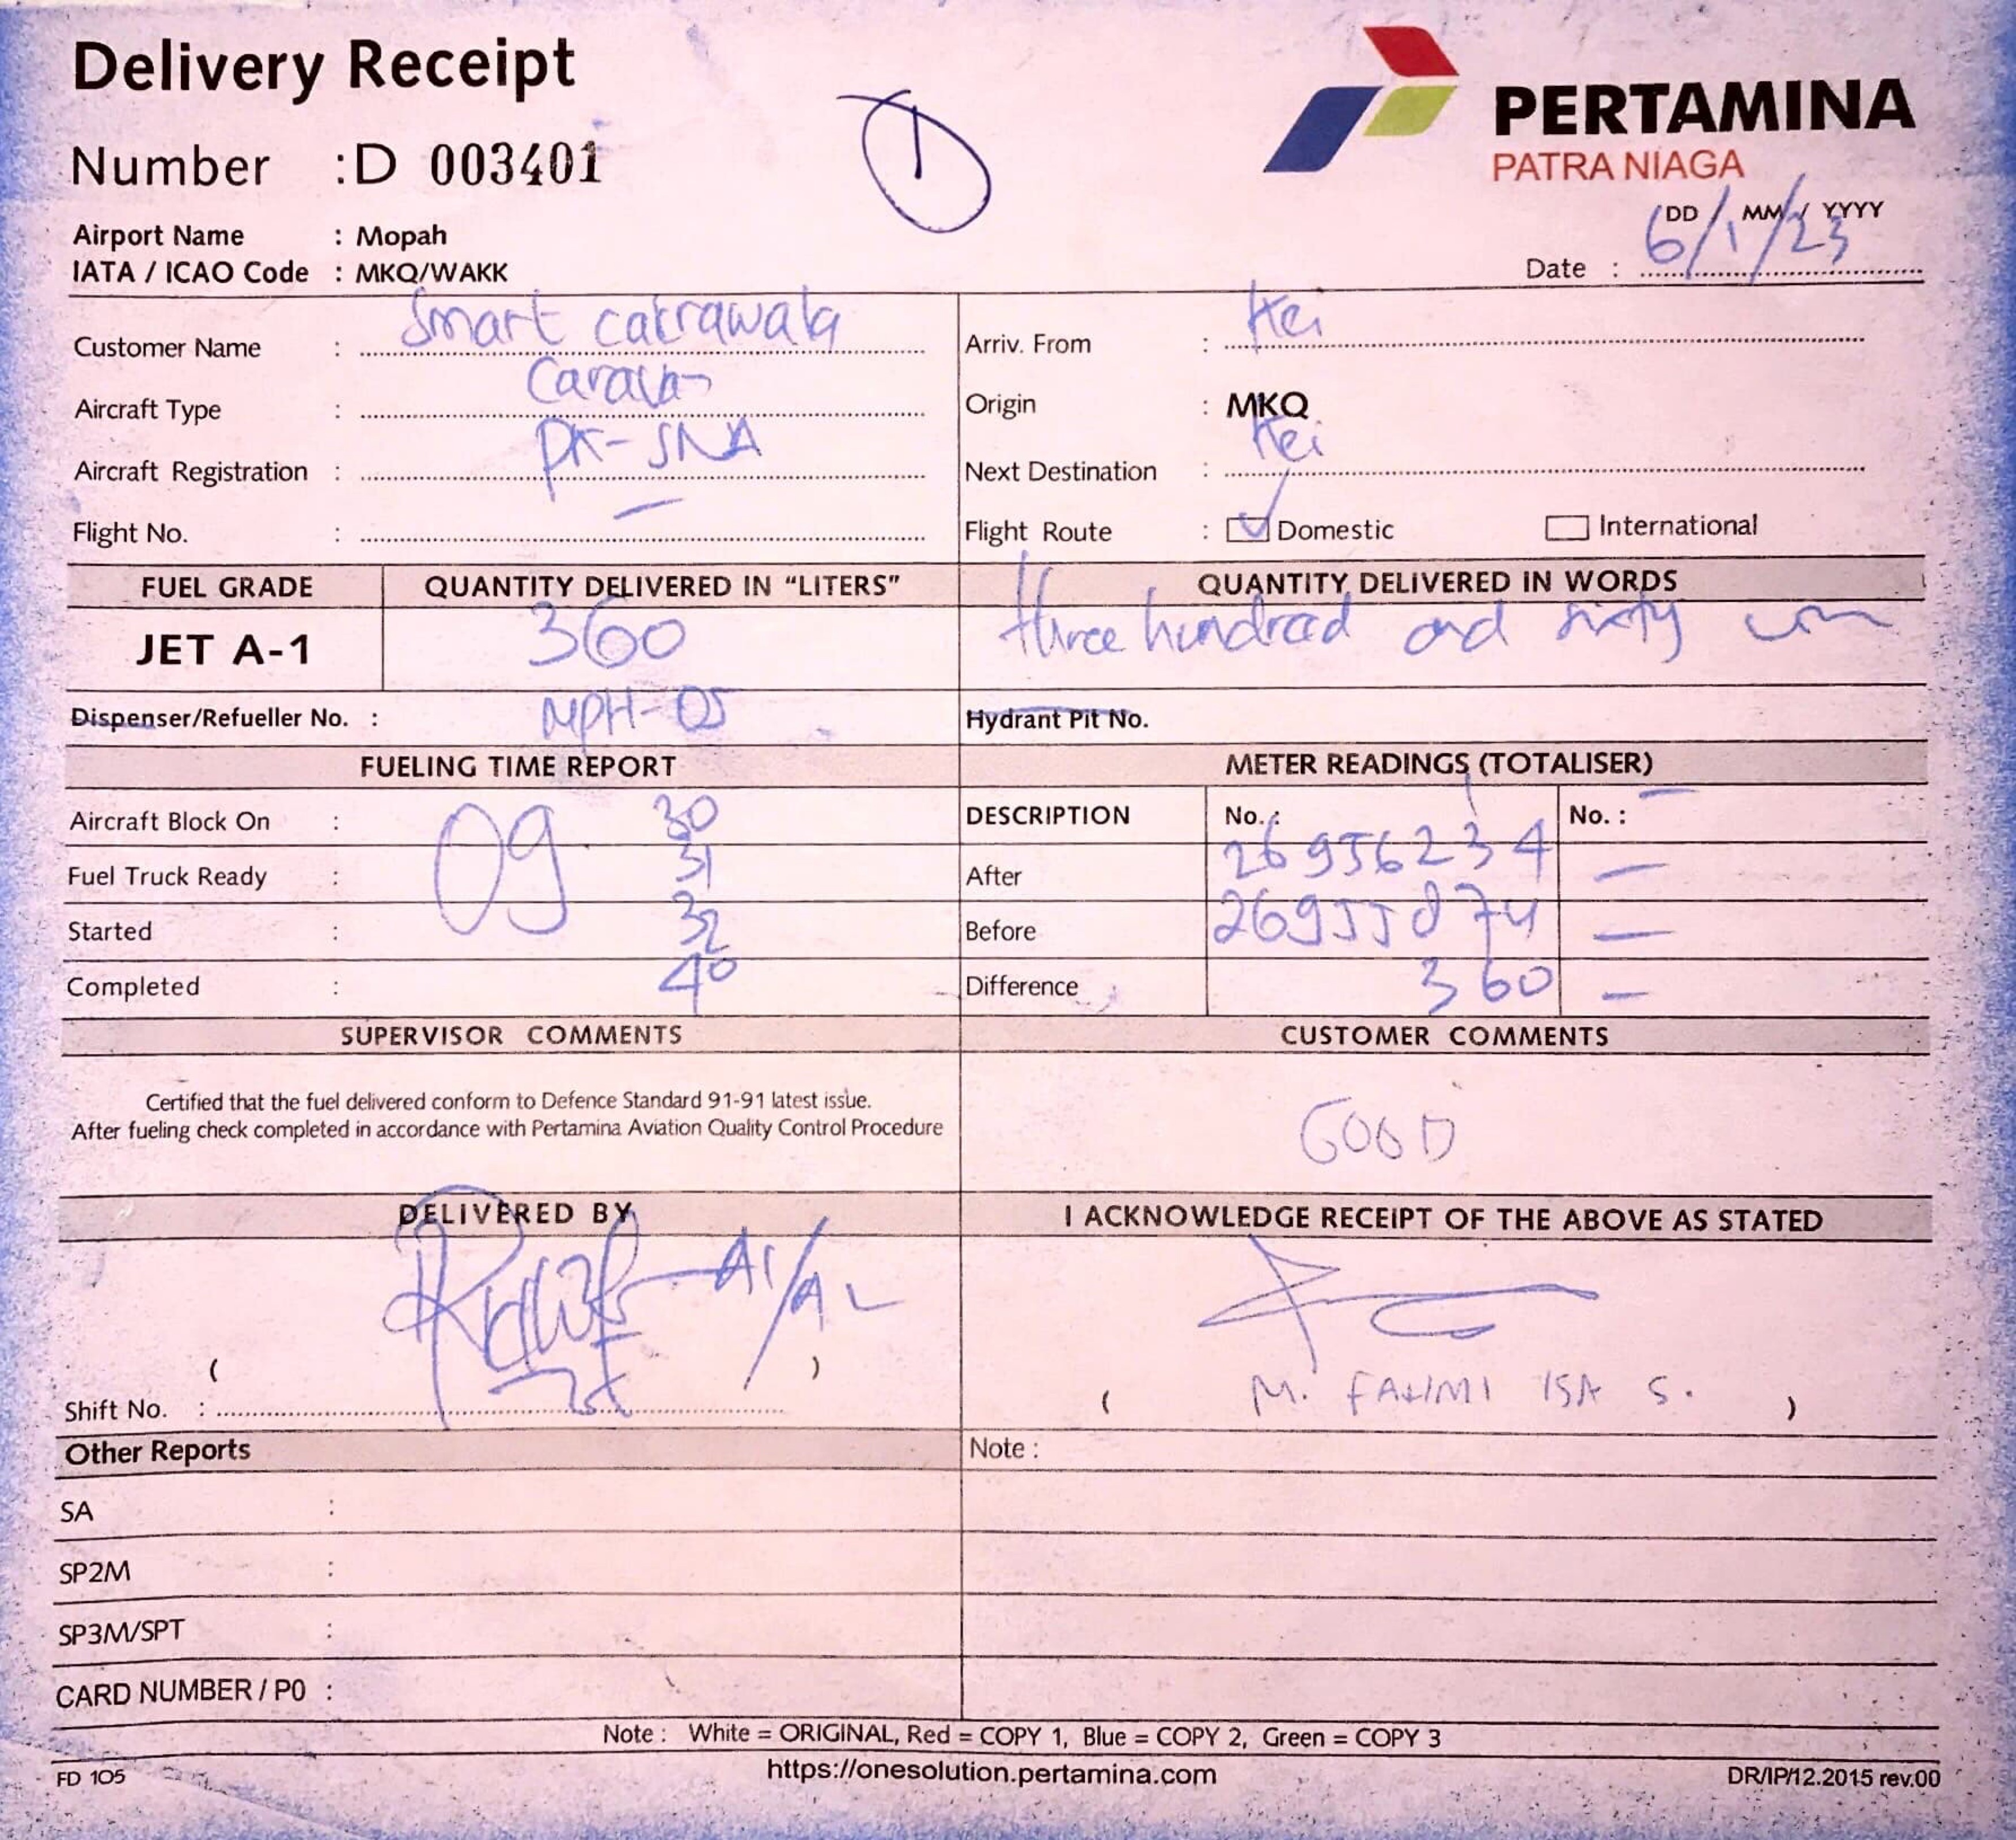 Delivery Receipt
Number : D 003401
1
PERTAMINA
PATRA NIAGA
Airport Name : Mopah
IATA / ICAO Code : MKQ/WAKK
DD / MM / YYYY
Date : 6/1/23
Customer Name : Smart cakrawala
Arriv. From : Kei
Aircraft Type : Caravan
Origin : MKQ
Aircraft Registration : PK-SNA
Next Destination : Kei
Flight No. : —
Flight Route : ✓ Domestic International
FUEL GRADE QUANTITY DELIVERED IN “LITERS” QUANTITY DELIVERED IN WORDS
JET A-1 360 three hundred and sixty
Dispenser/Refueller No. : MPH-05 Hydrant Pit No.
FUELING TIME REPORT METER READINGS (TOTALISER)
Aircraft Block On : 09 30
Fuel Truck Ready : 31
Started : 32
Completed : 40
DESCRIPTION No. : No. : —
After 26956234 —
Before 26955874 —
Difference 360 —
SUPERVISOR COMMENTS CUSTOMER COMMENTS
Certified that the fuel delivered conform to Defence Standard 91-91 latest issue.
After fueling check completed in accordance with Pertamina Aviation Quality Control Procedure
GOOD
DELIVERED BY I ACKNOWLEDGE RECEIPT OF THE ABOVE AS STATED
( )
Shift No. :
( M. FAHMI ISA S. )
Other Reports Note :
SA :
SP2M :
SP3M/SPT :
CARD NUMBER / PO :
Note : White = ORIGINAL, Red = COPY 1, Blue = COPY 2, Green = COPY 3
FD 105 https://onesolution.pertamina.com DR/IP/12.2015 rev.00